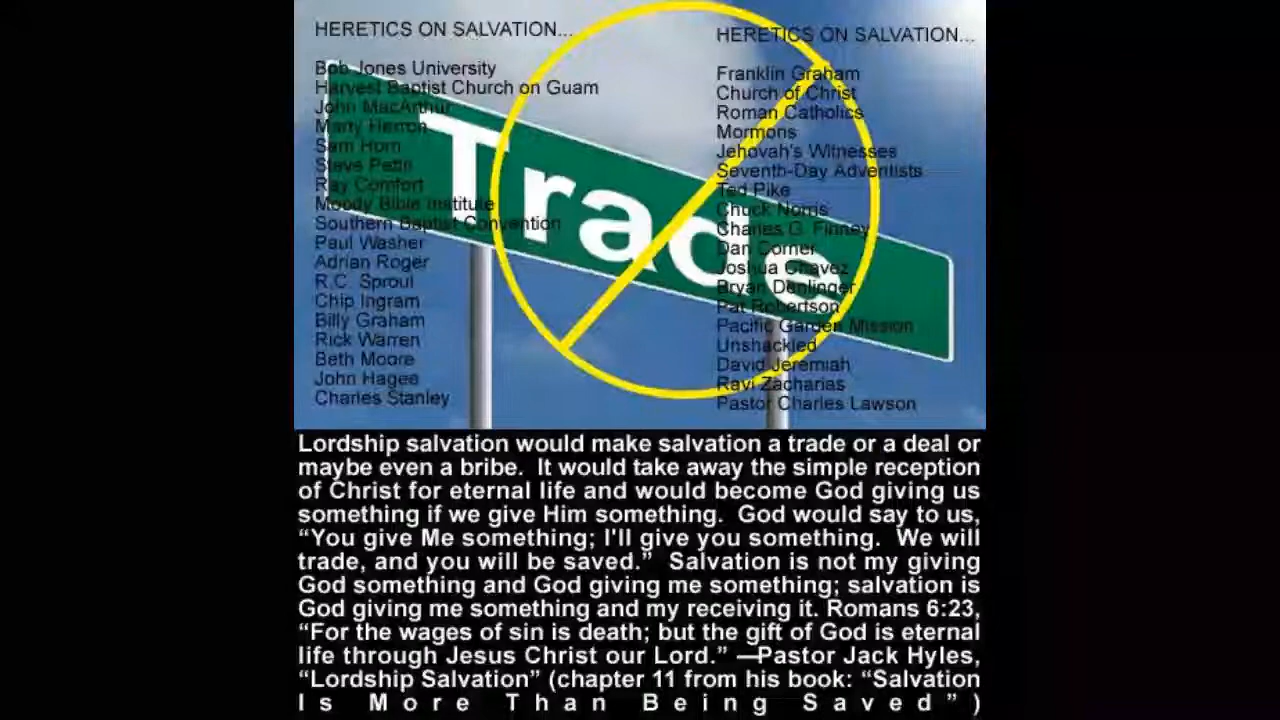 HERETICS ON SALVATION...
Bob Jones University
Harvest Baptist Church on Guam
John MacArthur
Marty Herron
Sam Horn
Steve Pettit
Ray Comfort
Moody Bible Institute
Southern Baptist Convention
Paul Washer
Adrian Roger
R.C. Sproul
Chip Ingram
Billy Graham
Rick Warren
Beth Moore
John Hagee
Charles Stanley
HERETICS ON SALVATION...
Franklin Graham
Church of Christ
Roman Catholics
Mormons
Jehovah's Witnesses
Seventh-Day Adventists
Ted Pike
Chuck Norris
Charles G. Finney
Dan Corner
Joshua Chavez
Bryan Denlinger
Pat Robertson
Pacific Garden Mission
Unshackled
David Jeremiah
Ravi Zacharias
Pastor Charles Lawson
Trade
Lordship salvation would make salvation a trade or a deal or
maybe even a bribe. It would take away the simple reception
of Christ for eternal life and would become God giving us
something if we give Him something. God would say to us,
“You give Me something; I'll give you something. We will
trade, and you will be saved.” Salvation is not my giving
God something and God giving me something; salvation is
God giving me something and my receiving it. Romans 6:23,
“For the wages of sin is death; but the gift of God is eternal
life through Jesus Christ our Lord.” —Pastor Jack Hyles,
“Lordship Salvation” (chapter 11 from his book: “Salvation
Is More Than Being Saved”)